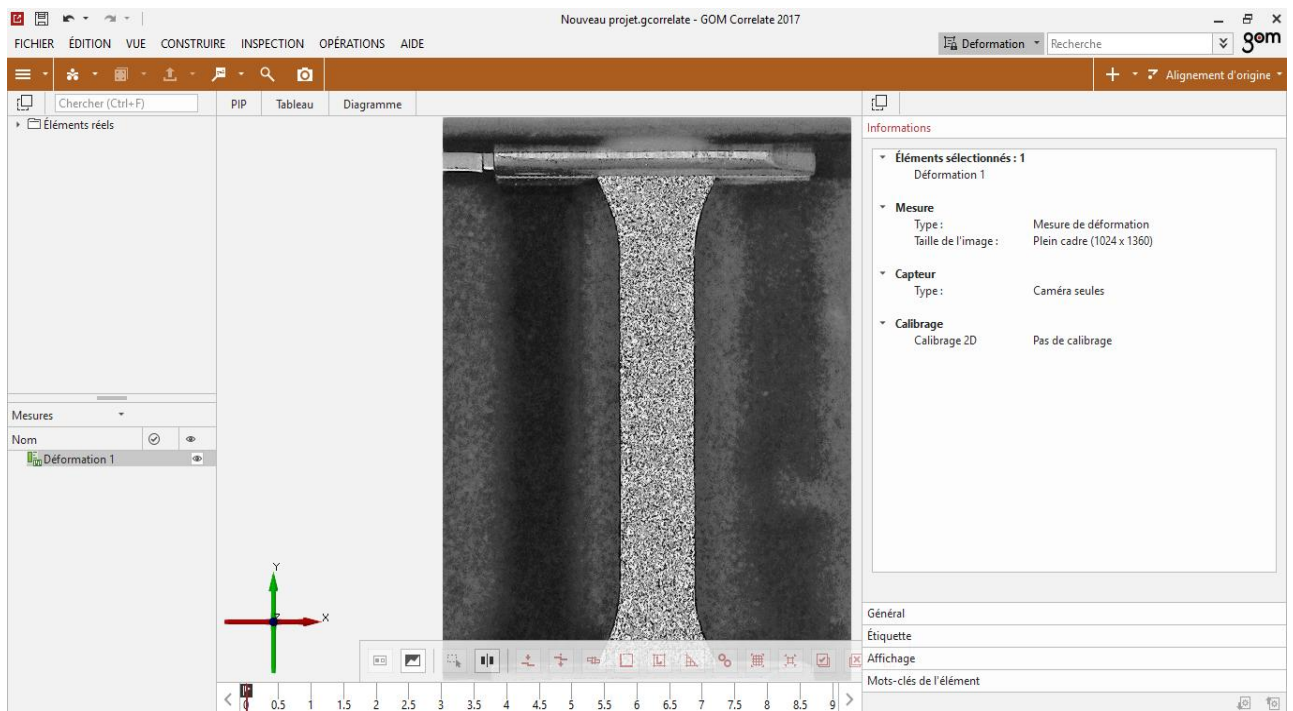 Nouveau projet.gcorrelate - GOM Correlate 2017
FICHIER ÉDITION VUE CONSTRUIRE INSPECTION OPÉRATIONS AIDE
Deformation
Recherche
gom
Alignement d'origine
Chercher (Ctrl+F)
PIP Tableau Diagramme
Éléments réels
Informations
Éléments sélectionnés : 1
Déformation 1
Mesure
Type : Mesure de déformation
Taille de l'image : Plein cadre (1024 x 1360)
Capteur
Type : Caméra seules
Calibrage
Calibrage 2D Pas de calibrage
Mesures
Nom
Déformation 1
Y
X
Z
Général
Étiquette
Affichage
Mots-clés de l'élément
0 0.5 1 1.5 2 2.5 3 3.5 4 4.5 5 5.5 6 6.5 7 7.5 8 8.5 9